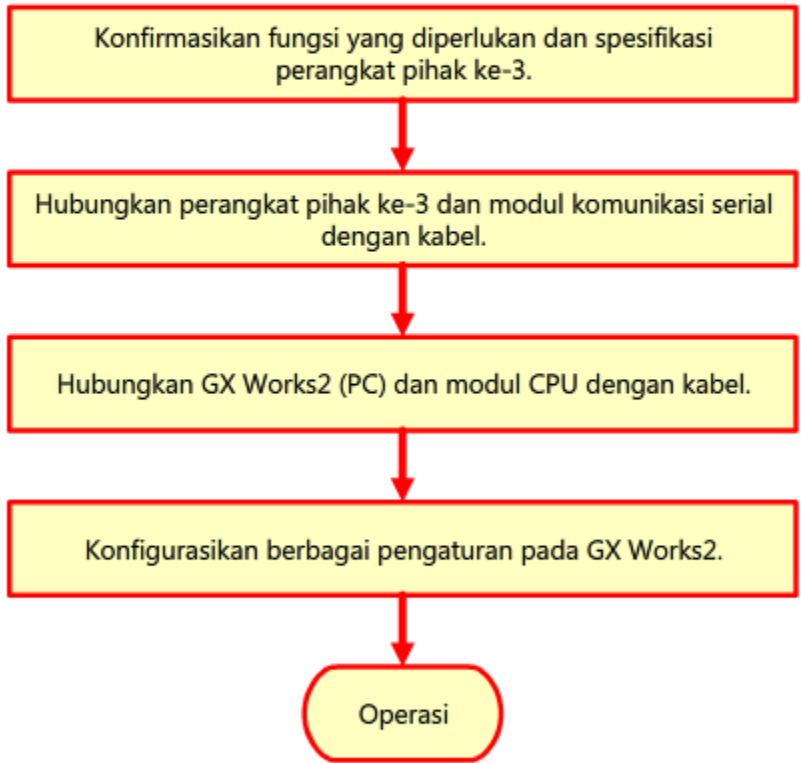 Konfirmasikan fungsi yang diperlukan dan spesifikasi
perangkat pihak ke-3.
Hubungkan perangkat pihak ke-3 dan modul komunikasi serial
dengan kabel.
Hubungkan GX Works2 (PC) dan modul CPU dengan kabel.
Konfigurasikan berbagai pengaturan pada GX Works2.
Operasi